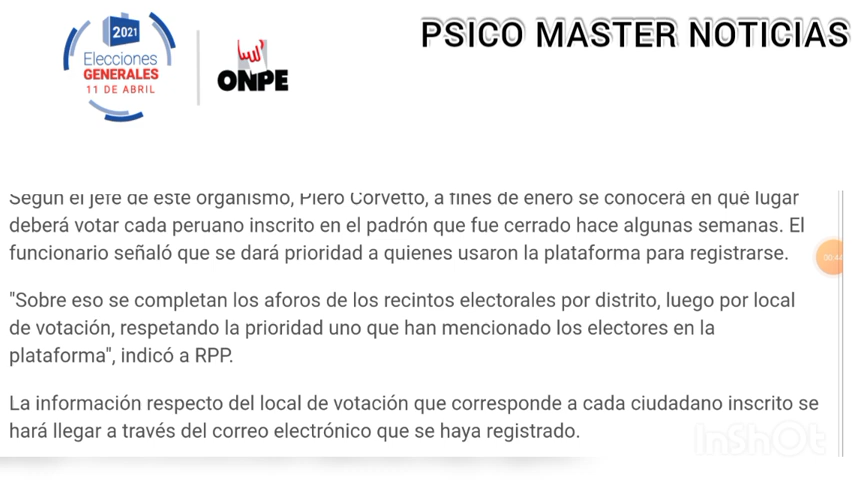 2021
Elecciones
GENERALES
11 DE ABRIL
ONPE
PSICO MASTER NOTICIAS
Según el jefe de este organismo, Piero Corvetto, a fines de enero se conocerá en qué lugar
deberá votar cada peruano inscrito en el padrón que fue cerrado hace algunas semanas. El
funcionario señaló que se dará prioridad a quienes usaron la plataforma para registrarse.
"Sobre eso se completan los aforos de los recintos electorales por distrito, luego por local
de votación, respetando la prioridad uno que han mencionado los electores en la
plataforma", indicó a RPP.
La información respecto del local de votación que corresponde a cada ciudadano inscrito se
hará llegar a través del correo electrónico que se haya registrado.
InShOt